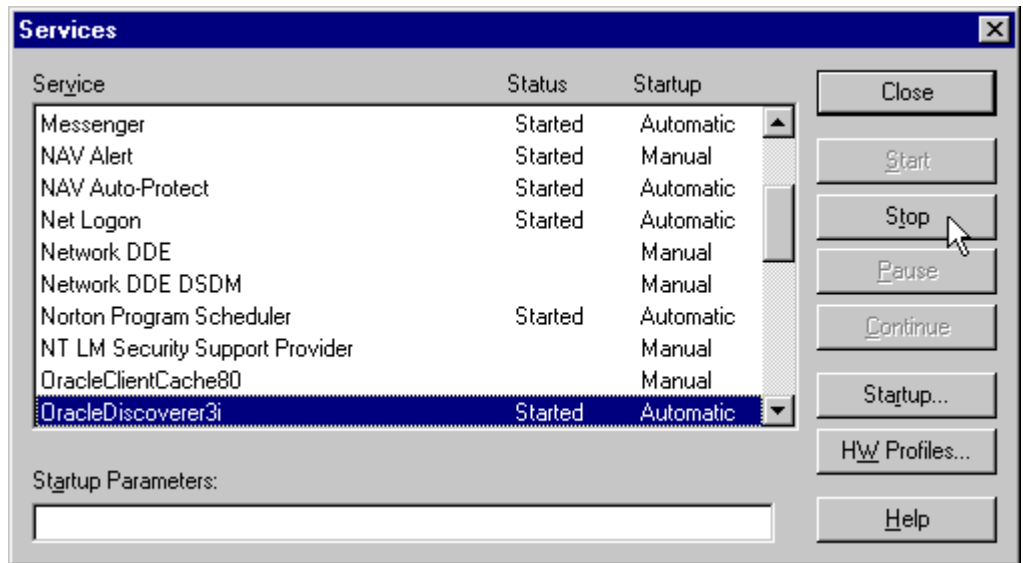 Services
Service Status Startup
Messenger Started Automatic
NAV Alert Started Manual
NAV Auto-Protect Started Automatic
Net Logon Started Automatic
Network DDE Manual
Network DDE DSDM Manual
Norton Program Scheduler Started Automatic
NT LM Security Support Provider Manual
OracleClientCache80 Manual
OracleDiscoverer3i Started Automatic
Startup Parameters:
Close
Start
Stop
Pause
Continue
Startup...
HW Profiles...
Help